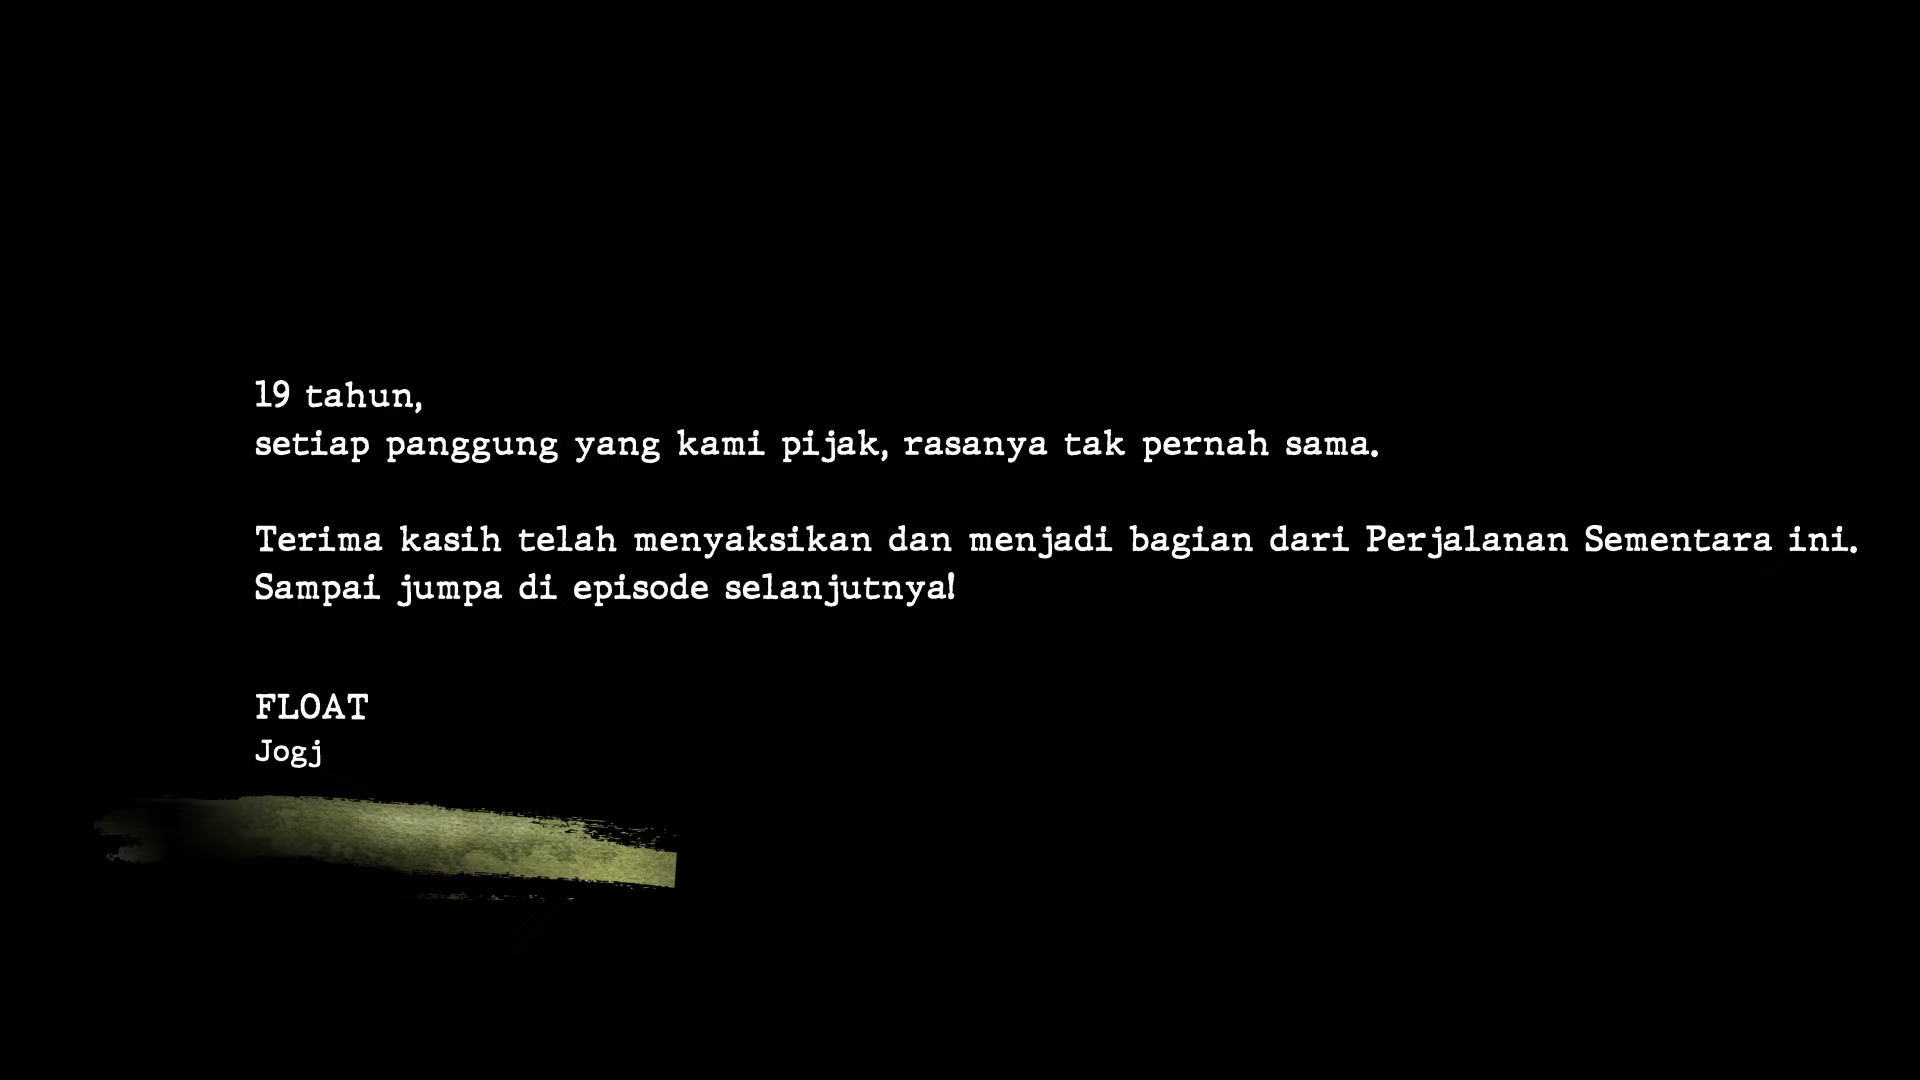 19 tahun,
setiap panggung yang kami pijak, rasanya tak pernah sama.
Terima kasih telah menyaksikan dan menjadi bagian dari Perjalanan Sementara ini.
Sampai jumpa di episode selanjutnya!
FLOAT
Jogj